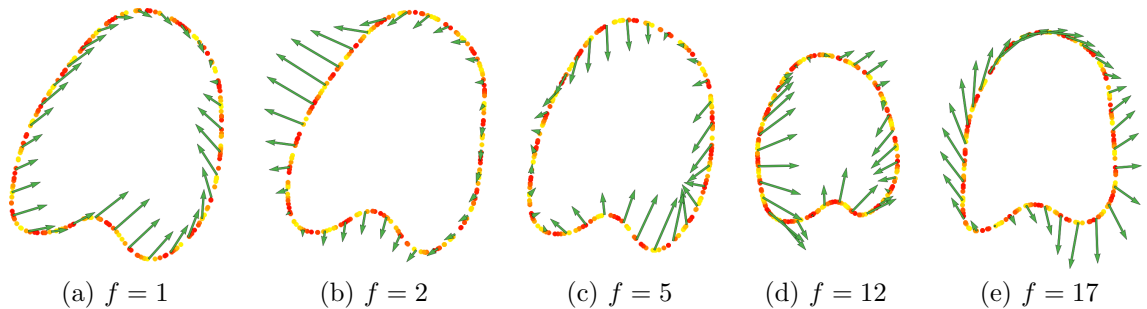 (a) f = 1 (b) f = 2 (c) f = 5 (d) f = 12 (e) f = 17